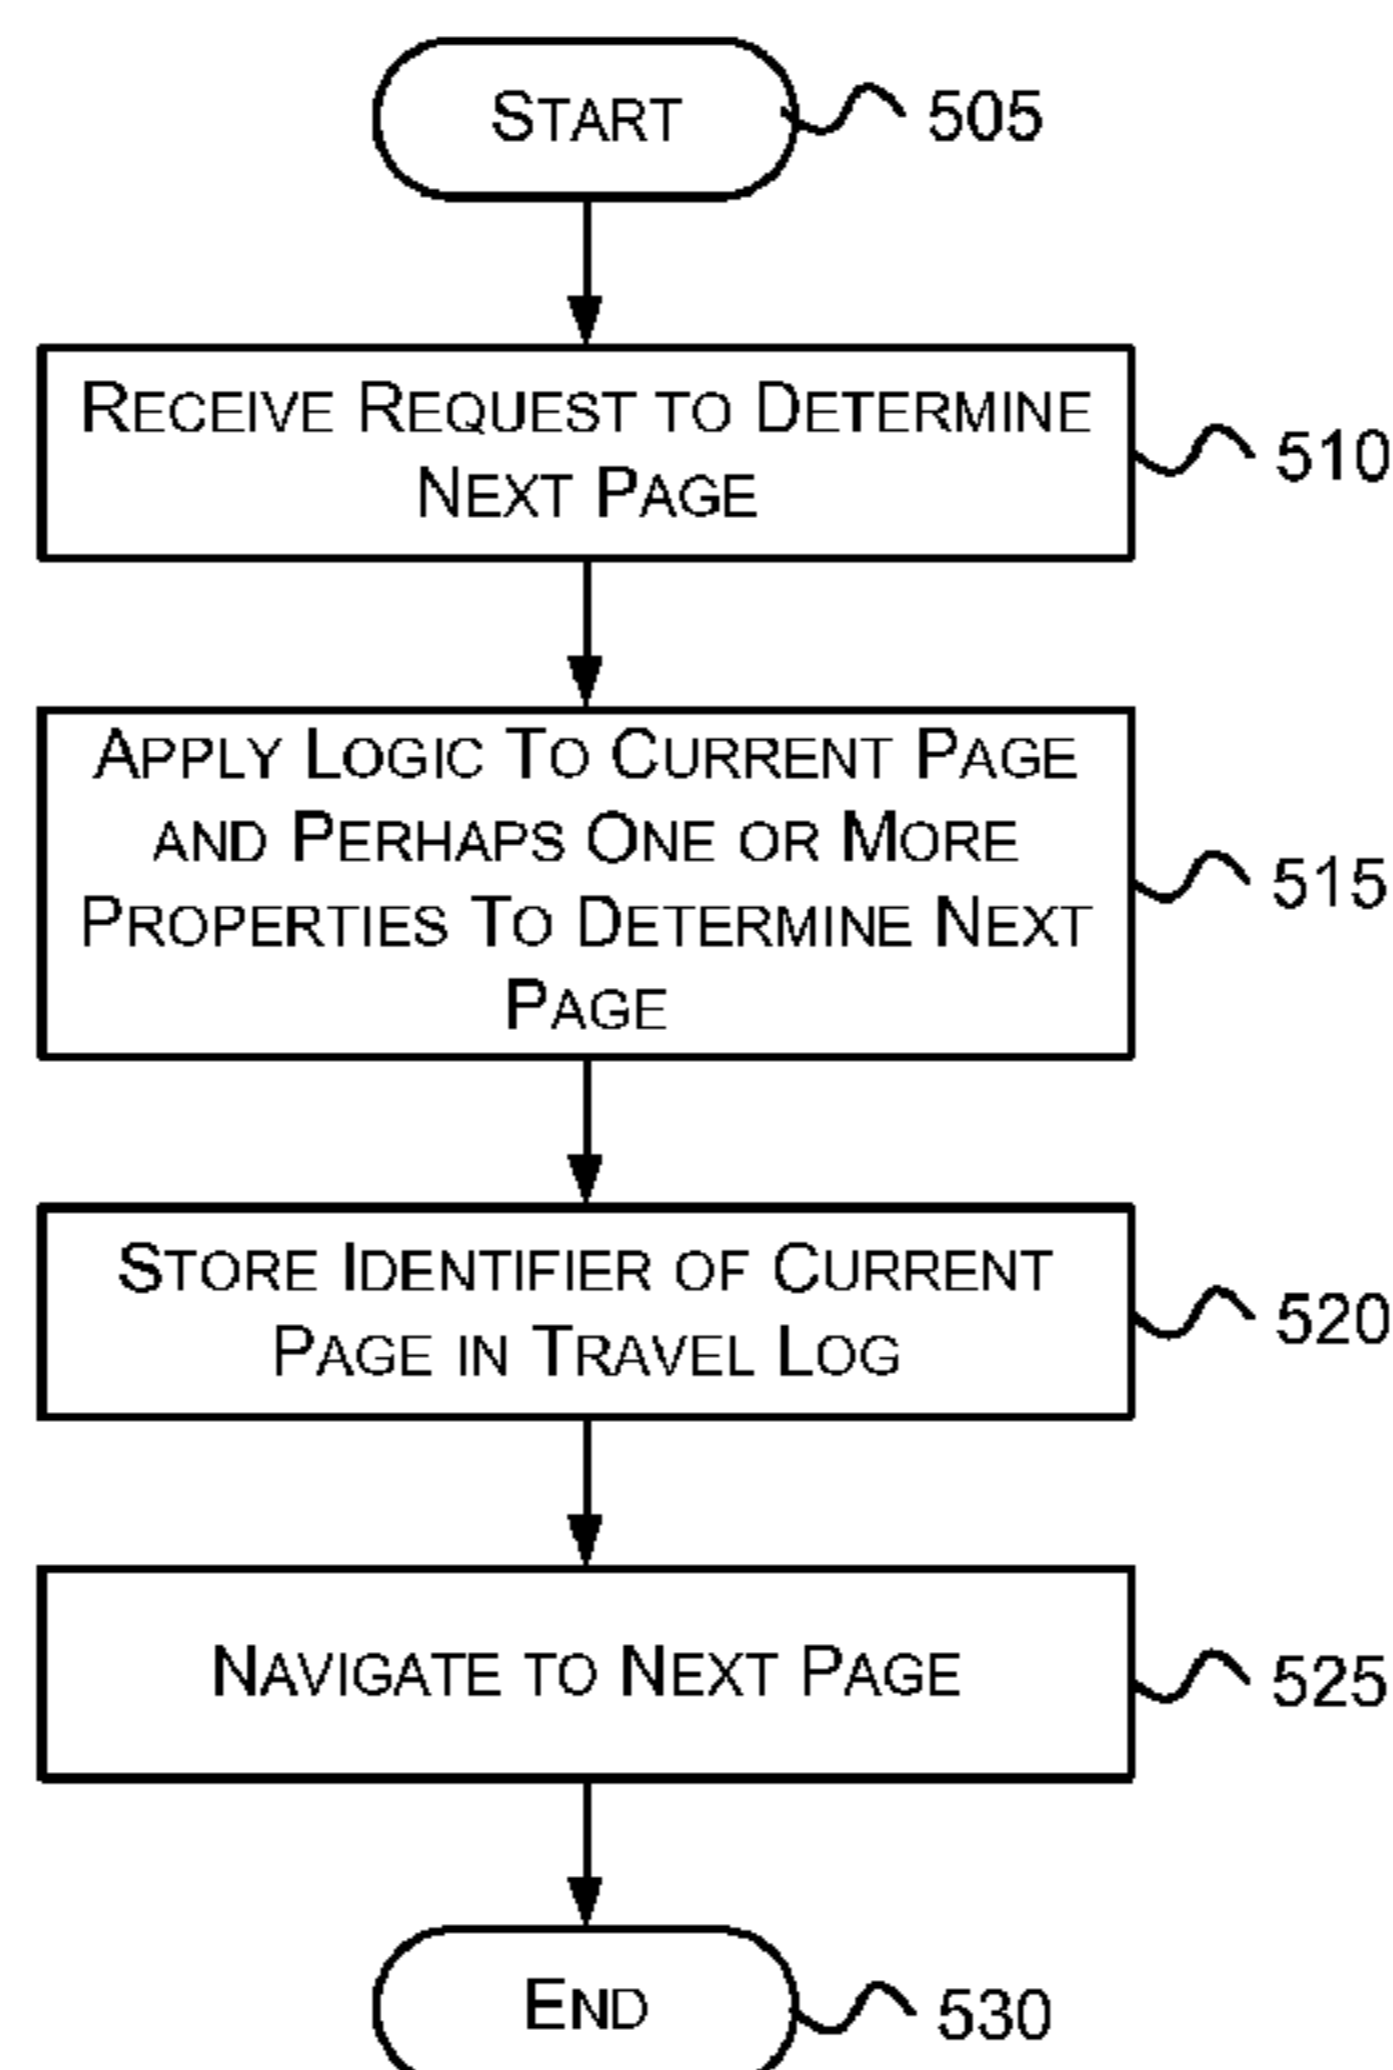 START
505
RECEIVE REQUEST TO DETERMINE
NEXT PAGE
510
APPLY LOGIC TO CURRENT PAGE
AND PERHAPS ONE OR MORE
PROPERTIES TO DETERMINE NEXT
PAGE
515
STORE IDENTIFIER OF CURRENT
PAGE IN TRAVEL LOG
520
NAVIGATE TO NEXT PAGE
525
END
530